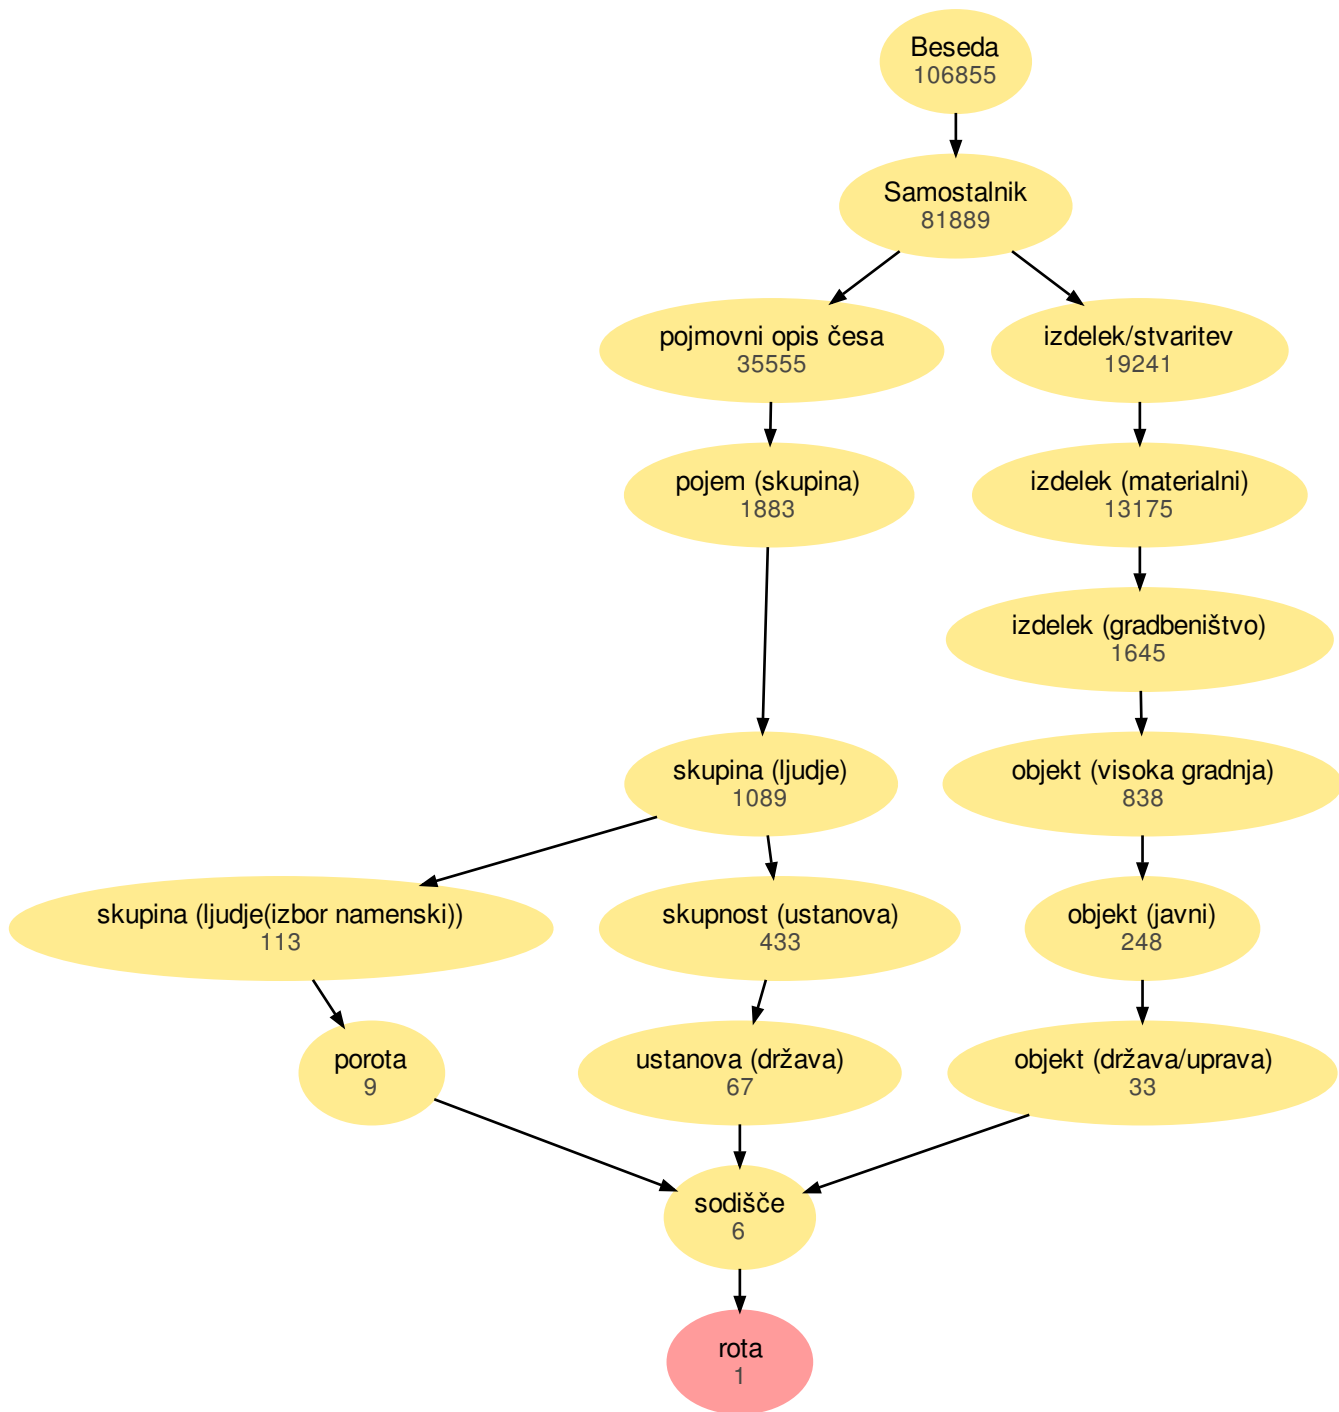 Beseda
106855
Samostalnik
81889
pojmovni opis česa
35555
izdelek/stvaritev
19241
pojem (skupina)
1883
izdelek (materialni)
13175
izdelek (gradbeništvo)
1645
skupina (ljudje)
1089
objekt (visoka gradnja)
838
skupina (ljudje(izbor namenski))
113
skupnost (ustanova)
433
objekt (javni)
248
porota
9
ustanova (država)
67
objekt (država/uprava)
33
sodišče
6
rota
1